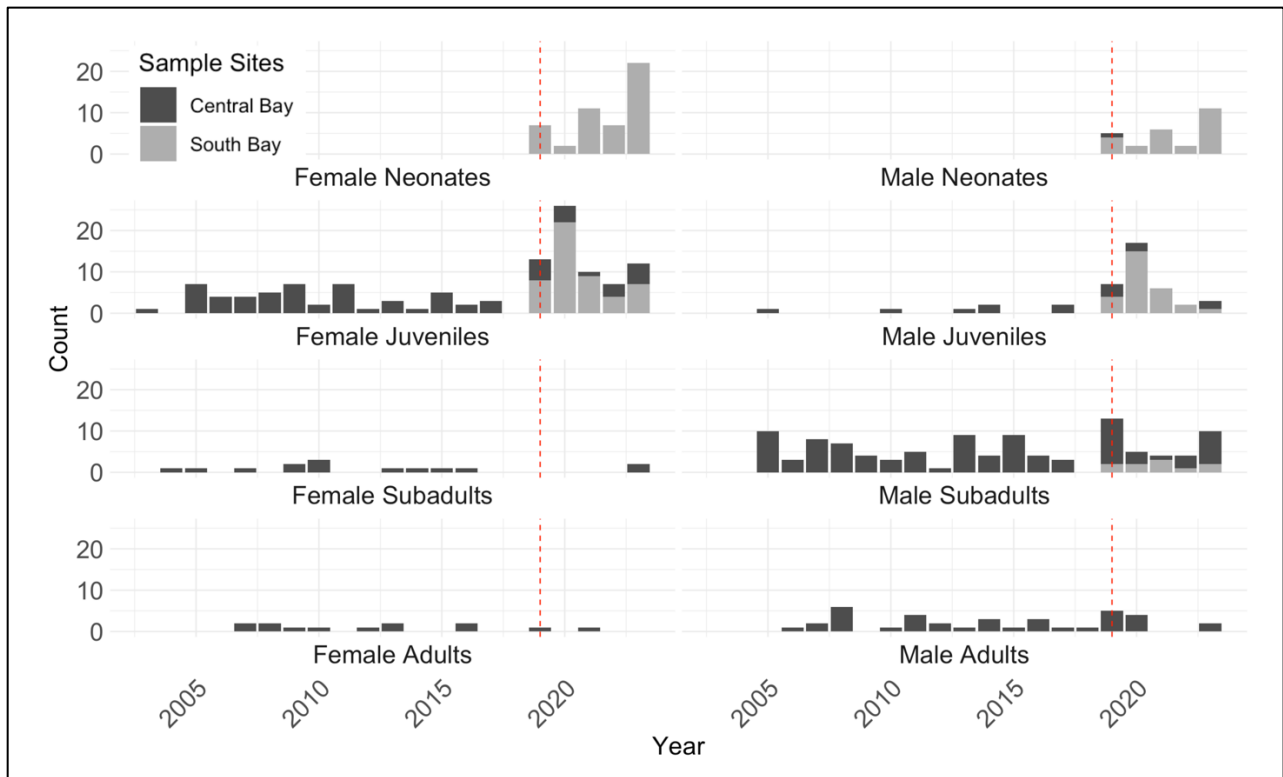 Sample Sites
Central Bay
South Bay
20
10
0
Female Neonates
Male Neonates
20
10
0
Female Juveniles
Male Juveniles
Count
20
10
0
Female Subadults
Male Subadults
20
10
0
Female Adults
Male Adults
2005
2010
2015
2020
2005
2010
2015
2020
Year